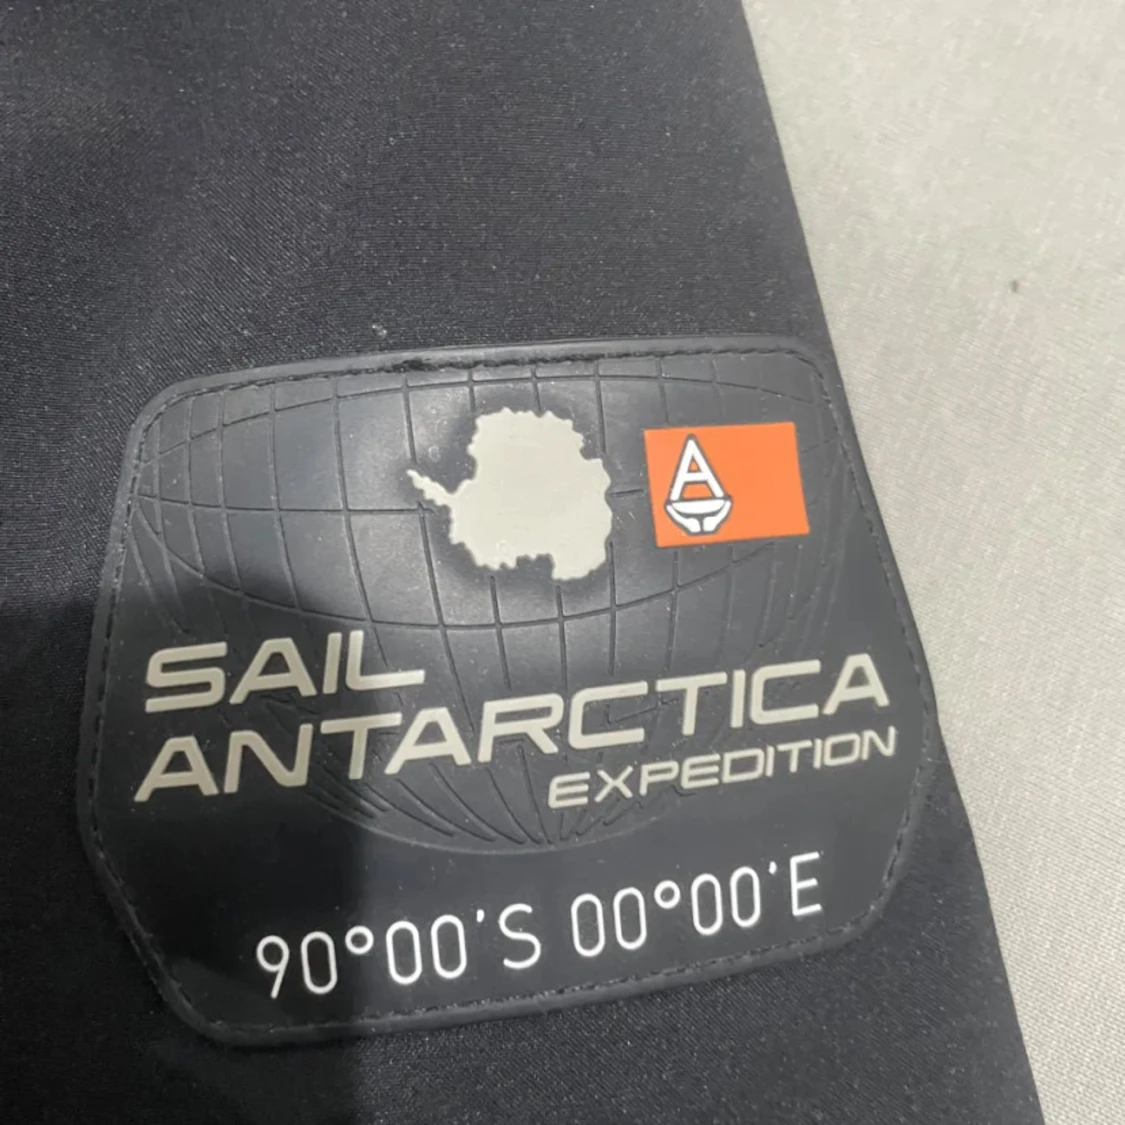 A
SAIL
ANTARCTICA
EXPEDITION
90°00'S 00°00'E